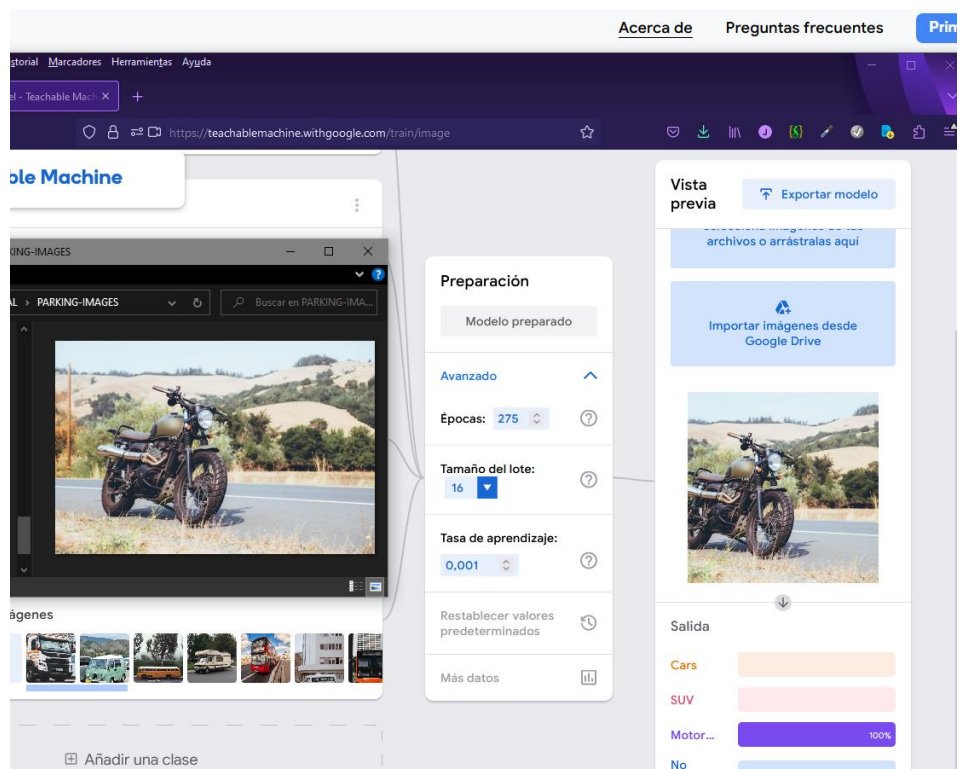 Acerca de
Preguntas frecuentes
Prim
storial Marcadores Herramientas Ayuda
el - Teachable Mach
https://teachablemachine.withgoogle.com/train/image
ble Machine
KING-IMAGES
AL > PARKING-IMAGES
Buscar en PARKING-IMA...
ágenes
Añadir una clase
Preparación
Modelo preparado
Avanzado
Épocas: 275
Tamaño del lote:
16
Tasa de aprendizaje:
0,001
Restablecer valores
predeterminados
Más datos
Vista
previa
Exportar modelo
archivos o arrástralas aquí
Importar imágenes desde
Google Drive
Salida
Cars
SUV
Motor...
100%
No